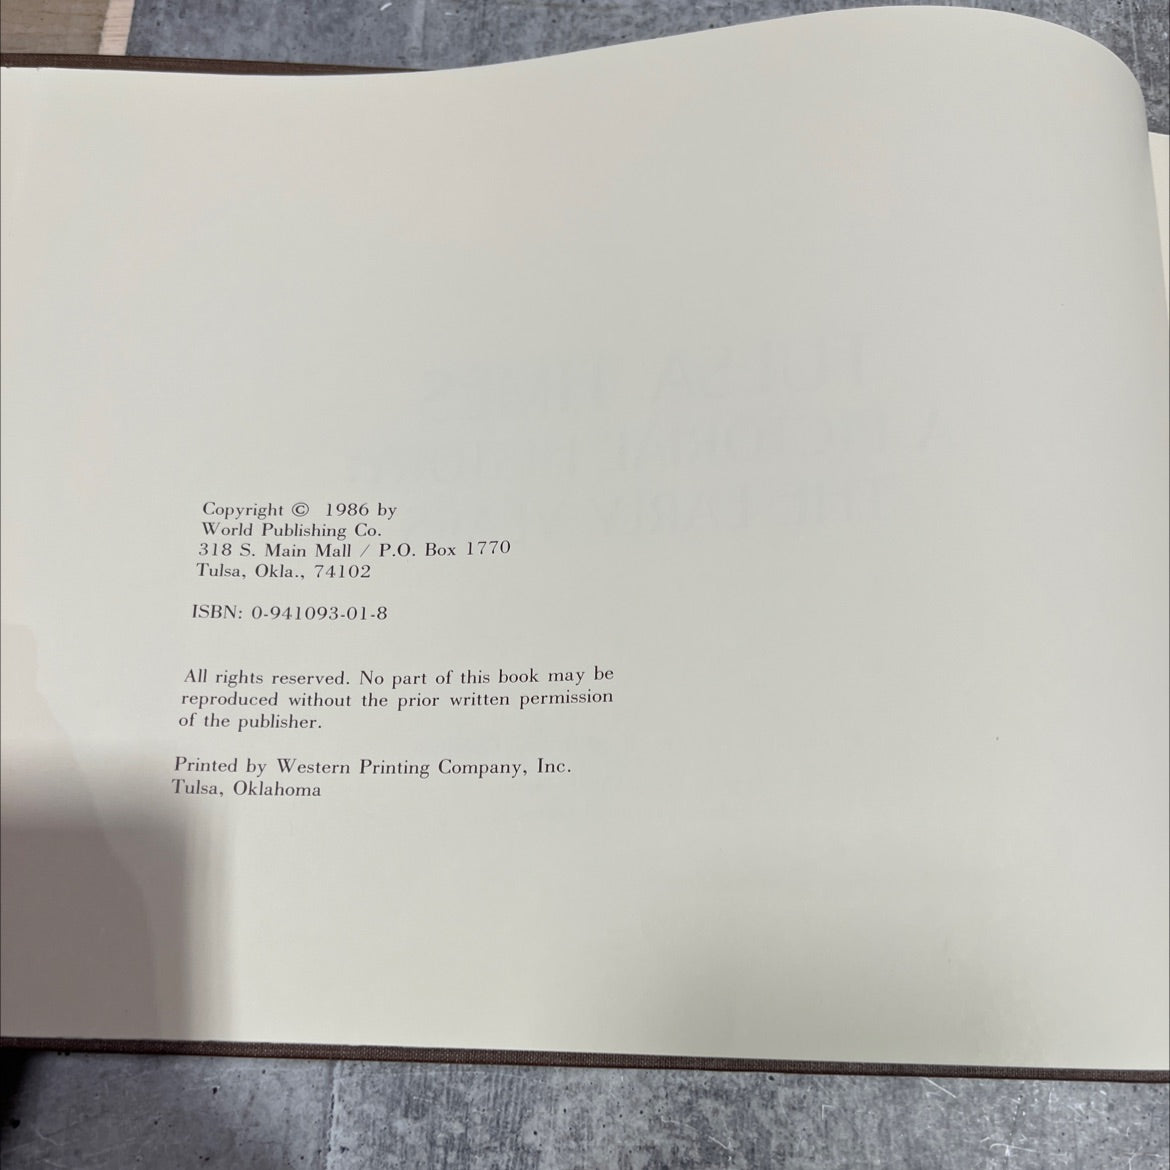 Copyright © 1986 by
World Publishing Co.
318 S. Main Mall / P.O. Box 1770
Tulsa, Okla., 74102
ISBN: 0-941093-01-8
All rights reserved. No part of this book may be
reproduced without the prior written permission
of the publisher.
Printed by Western Printing Company, Inc.
Tulsa, Oklahoma